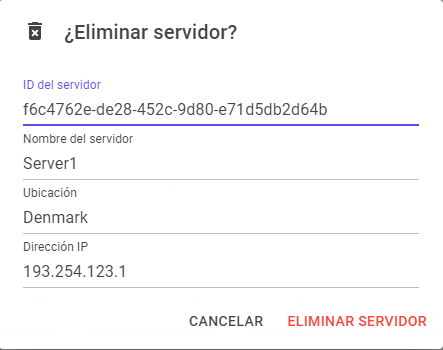 ¿Eliminar servidor?
ID del servidor
f6c4762e-de28-452c-9d80-e71d5db2d64b
Nombre del servidor
Server1
Ubicación
Denmark
Dirección IP
193.254.123.1
CANCELAR ELIMINAR SERVIDOR